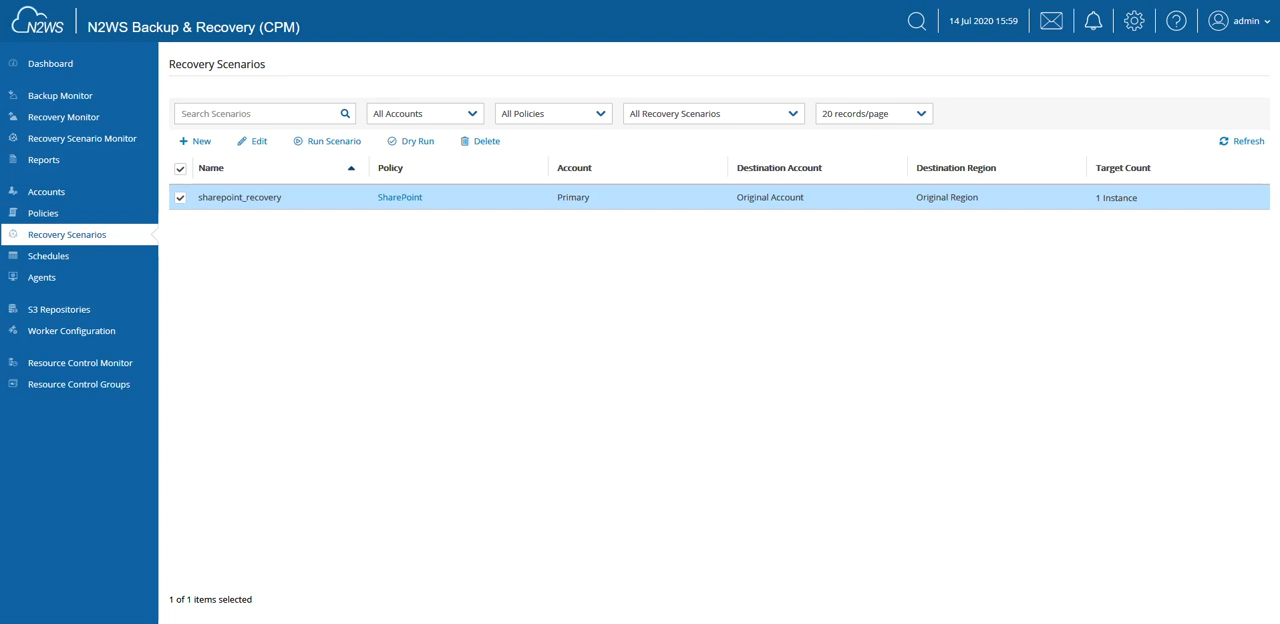 N2WS
N2WS Backup & Recovery (CPM)
14 Jul 2020 15:59
admin
Dashboard
Backup Monitor
Recovery Monitor
Recovery Scenario Monitor
Reports
Accounts
Policies
Recovery Scenarios
Schedules
Agents
S3 Repositories
Worker Configuration
Resource Control Monitor
Resource Control Groups
Recovery Scenarios
Search Scenarios All Accounts All Policies All Recovery Scenarios 20 records/page
New Edit Run Scenario Dry Run Delete Refresh
Name Policy Account Destination Account Destination Region Target Count
sharepoint_recovery SharePoint Primary Original Account Original Region 1 Instance
1 of 1 items selected